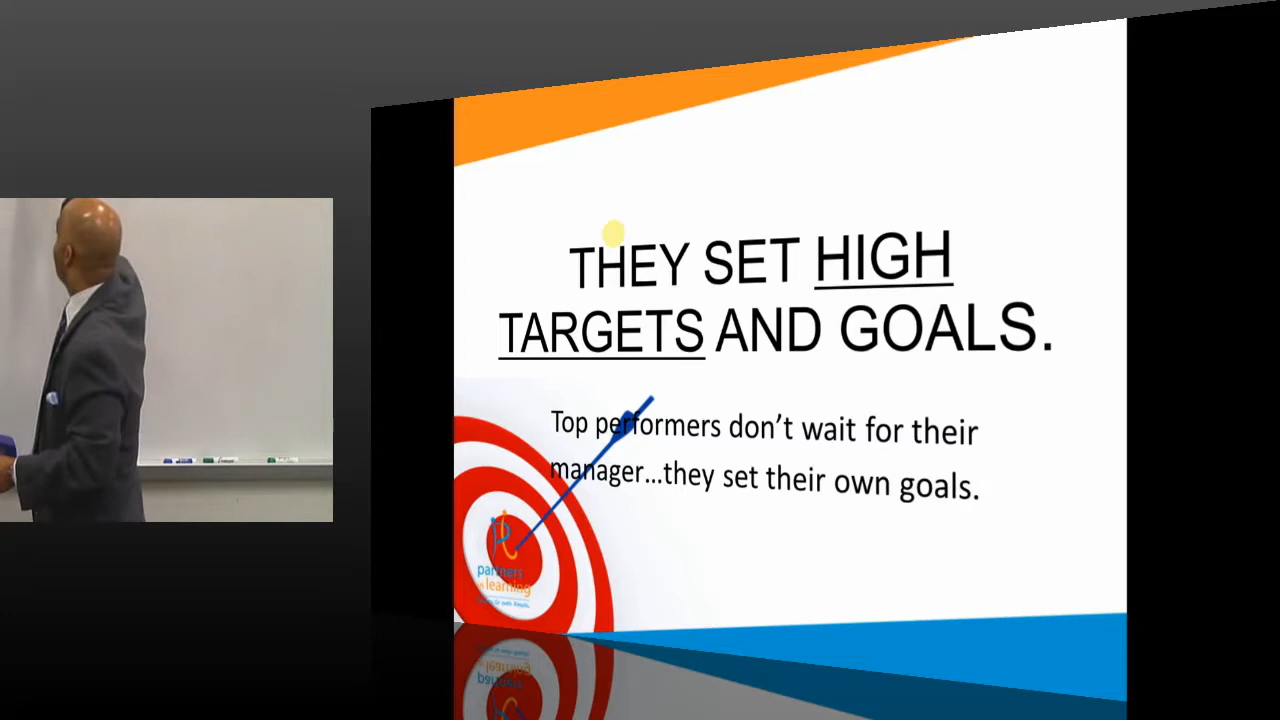 THEY SET HIGH
TARGETS AND GOALS.
Top performers don’t wait for their
manager...they set their own goals.
partners
learning